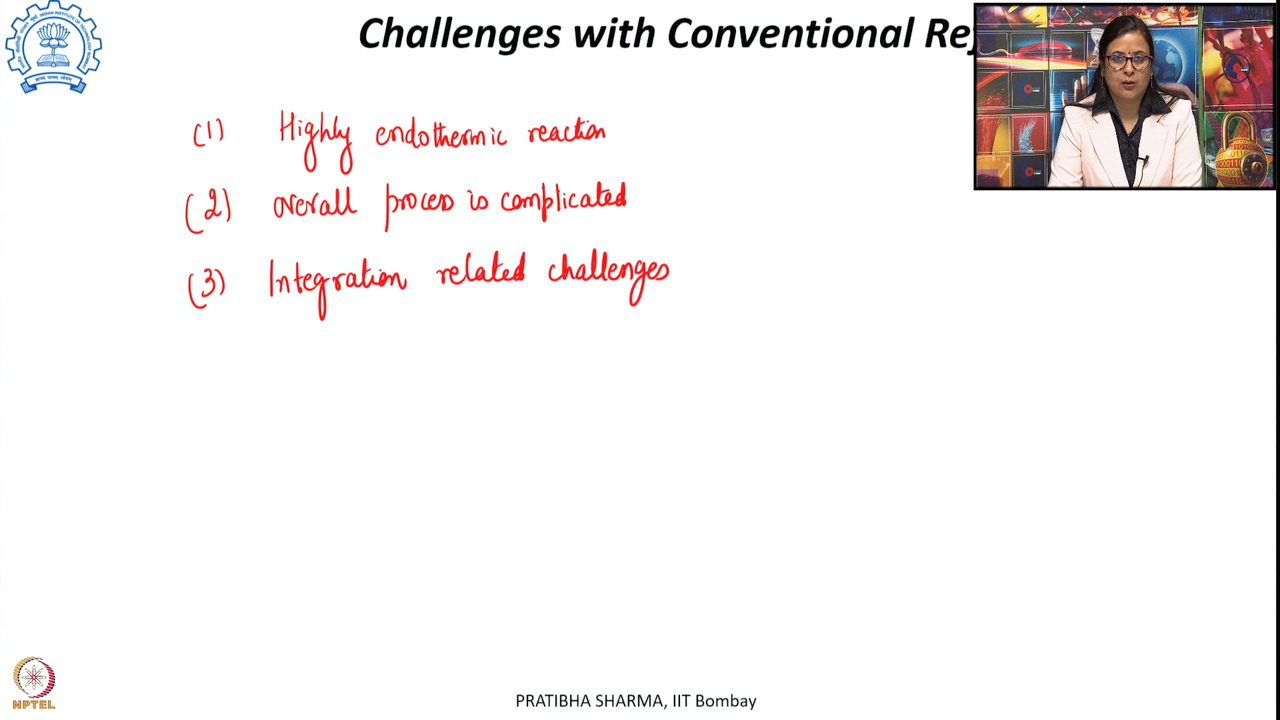 Challenges with Conventional Ref
(1) Highly endothermic reaction
(2) overall process is complicated
(3) Integration related challenges
NPTEL
PRATIBHA SHARMA, IIT Bombay